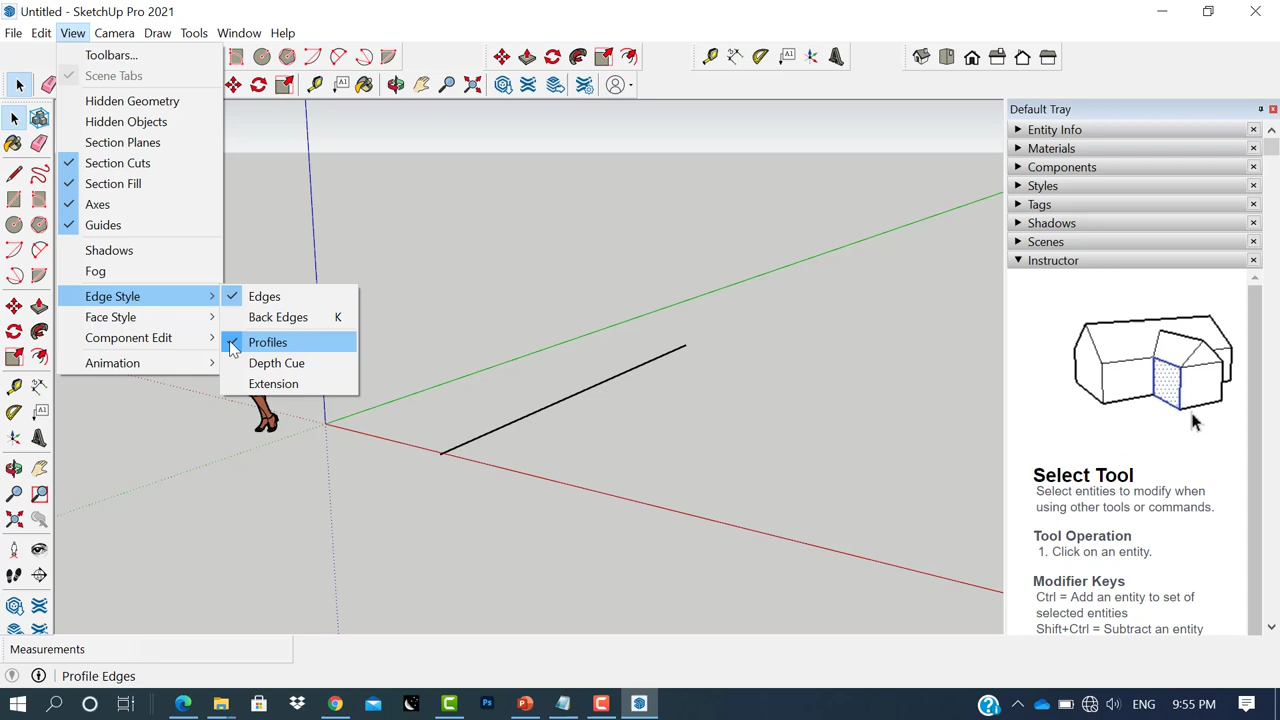 Untitled - SketchUp Pro 2021
File Edit View Camera Draw Tools Window Help
Toolbars...
Scene Tabs
Hidden Geometry
Hidden Objects
Section Planes
Section Cuts
Section Fill
Axes
Guides
Shadows
Fog
Edge Style
Face Style
Component Edit
Animation
Edges
Back Edges K
Profiles
Depth Cue
Extension
Default Tray
Entity Info
Materials
Components
Styles
Tags
Shadows
Scenes
Instructor
Select Tool
Select entities to modify when
using other tools or commands.
Tool Operation
1. Click on an entity.
Modifier Keys
Ctrl = Add an entity to set of
selected entities
Shift+Ctrl = Subtract an entity
Measurements
Profile Edges
Ps
ENG 9:55 PM